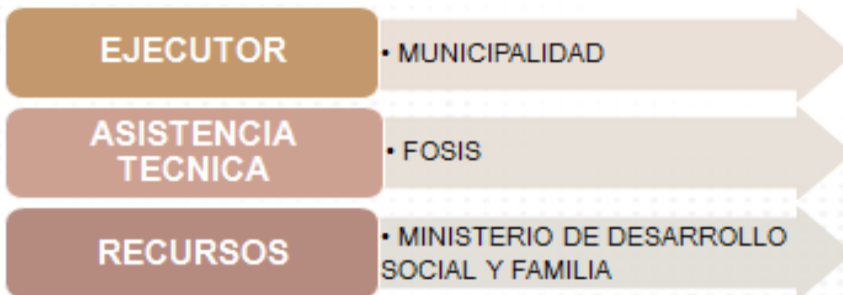 EJECUTOR
• MUNICIPALIDAD
ASISTENCIA
TECNICA
• FOSIS
RECURSOS
• MINISTERIO DE DESARROLLO
SOCIAL Y FAMILIA